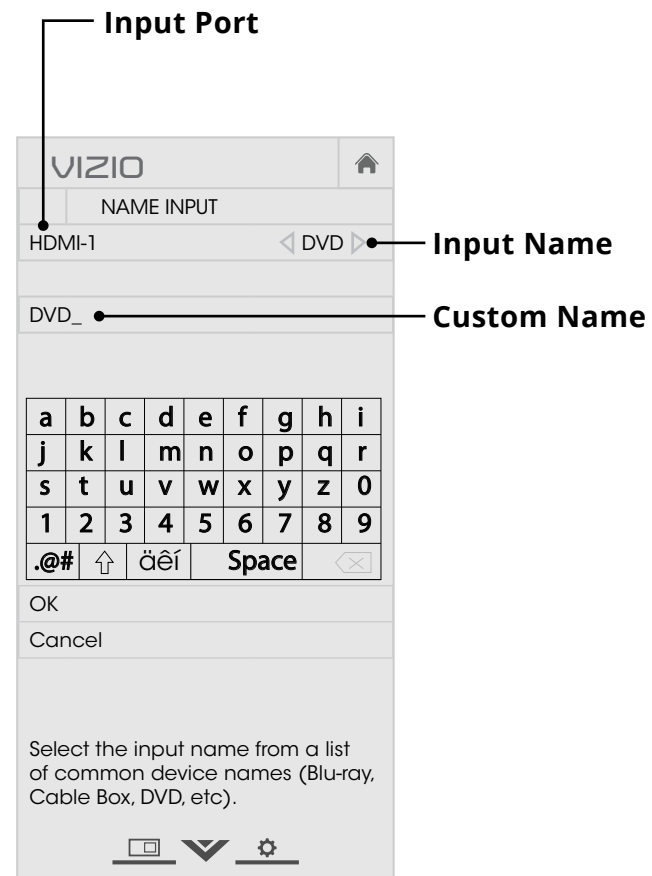 Input Port
VIZIO
NAME INPUT
HDMI-1 DVD
Input Name
DVD_
Custom Name
a b c d e f g h i
j k l m n o p q r
s t u v w x y z 0
1 2 3 4 5 6 7 8 9
.@# äêí Space
OK
Cancel
Select the input name from a list
of common device names (Blu-ray,
Cable Box, DVD, etc).